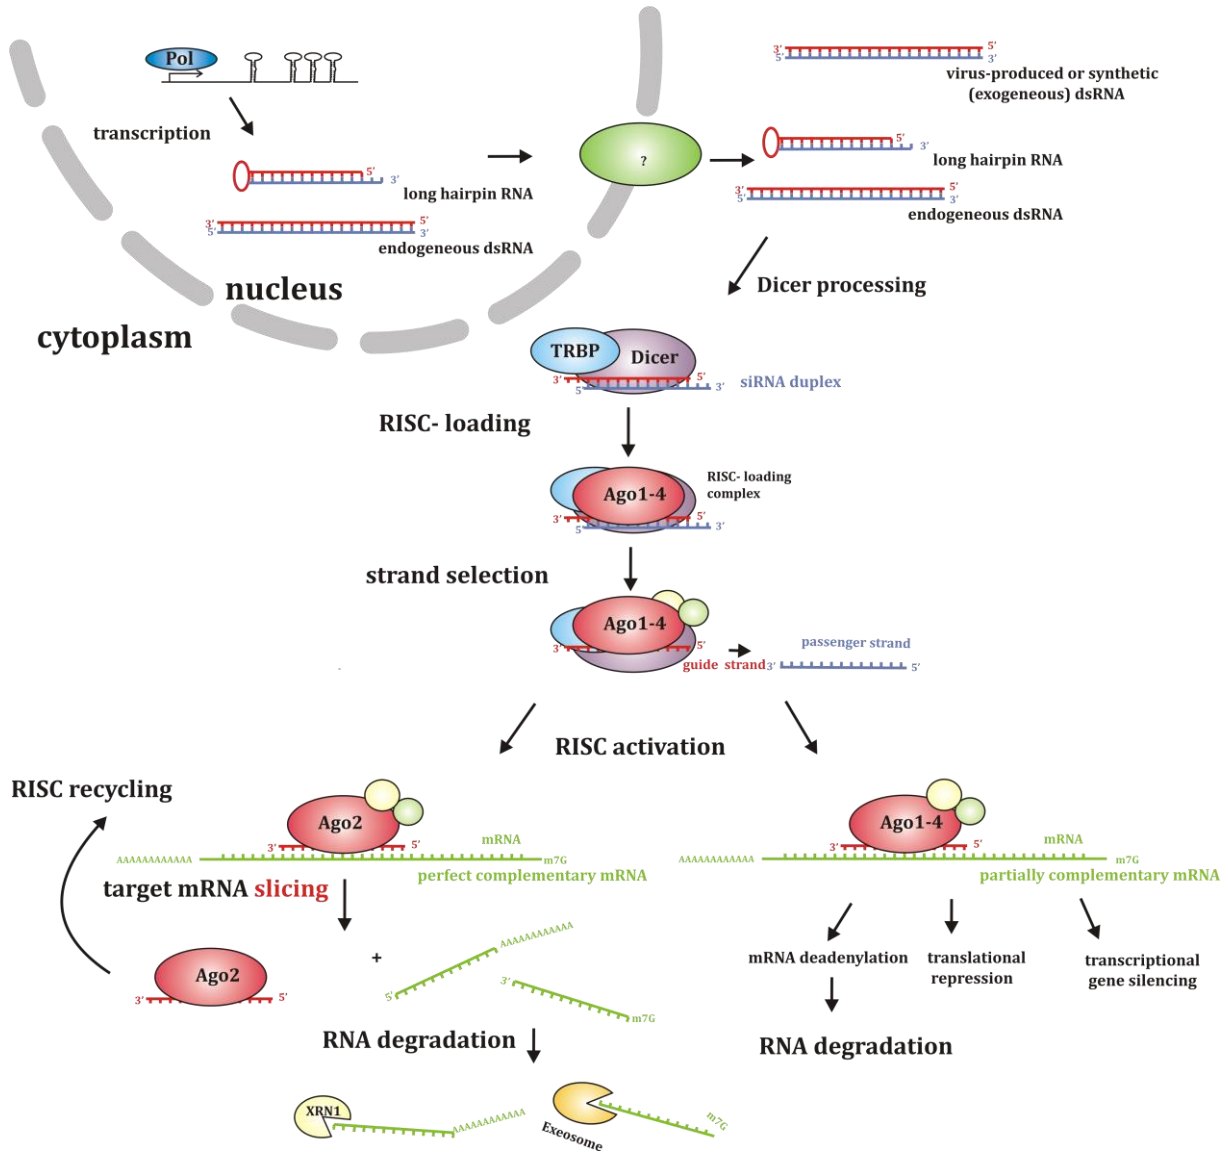 Pol
transcription
5'
3'
long hairpin RNA
3'
5'
5'
3'
endogeneous dsRNA
nucleus
cytoplasm
?
3'
5'
5'
3'
virus-produced or synthetic
(exogeneous) dsRNA
5'
3'
long hairpin RNA
3'
5'
5'
3'
endogeneous dsRNA
Dicer processing
TRBP
Dicer
3'
5'
5
3'
siRNA duplex
RISC- loading
Ago1-4
RISC- loading
complex
3'
5'
5
3'
strand selection
Ago1-4
3'
5'
guide strand
passenger strand
3'
5'
RISC activation
RISC recycling
Ago2
3'
5'
mRNA
AAAAAAAAAAAA
m7G
perfect complementary mRNA
target mRNA slicing
Ago1-4
3'
5'
mRNA
AAAAAAAAAAAA
m7G
partially complementary mRNA
Ago2
3'
5'
+
AAAAAAAAAAAA
5'
3'
m7G
mRNA deadenylation
translational
repression
transcriptional
gene silencing
RNA degradation
RNA degradation
XRN1
AAAAAAAAAAAA
Exeosome
m7G